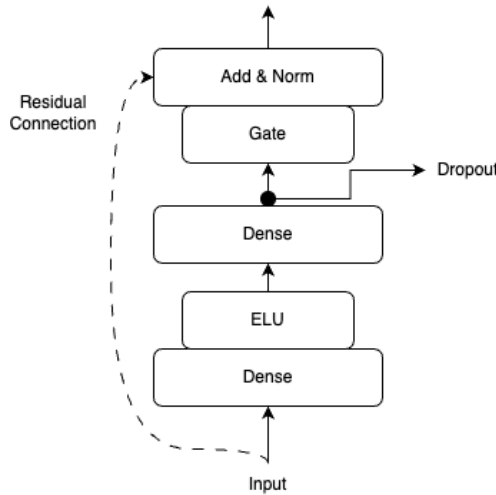 Add & Norm
Residual
Connection
Gate
Dropout
Dense
ELU
Dense
Input